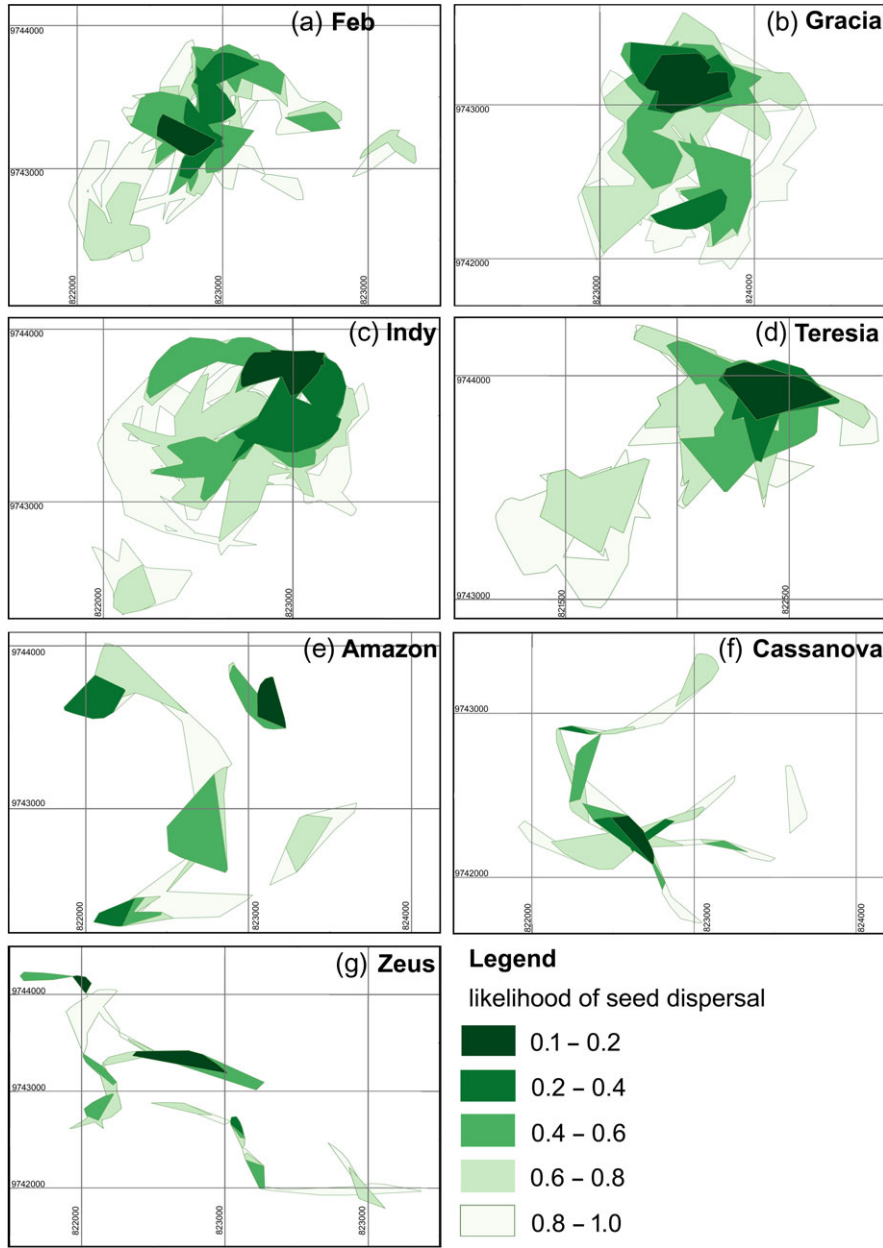 (a) Feb
9744000
9743000
822000
823000
823000
(b) Gracia
9743000
9742000
823000
824000
(c) Indy
9744000
9743000
822000
823000
(d) Teresia
9744000
9743000
821500
822500
(e) Amazon
9744000
9743000
9742000
822000
823000
824000
(f) Cassanova
9743000
9742000
822000
823000
824000
(g) Zeus
9744000
9743000
9742000
822000
823000
823000
Legend
likelihood of seed dispersal
0.1 – 0.2
0.2 – 0.4
0.4 – 0.6
0.6 – 0.8
0.8 – 1.0